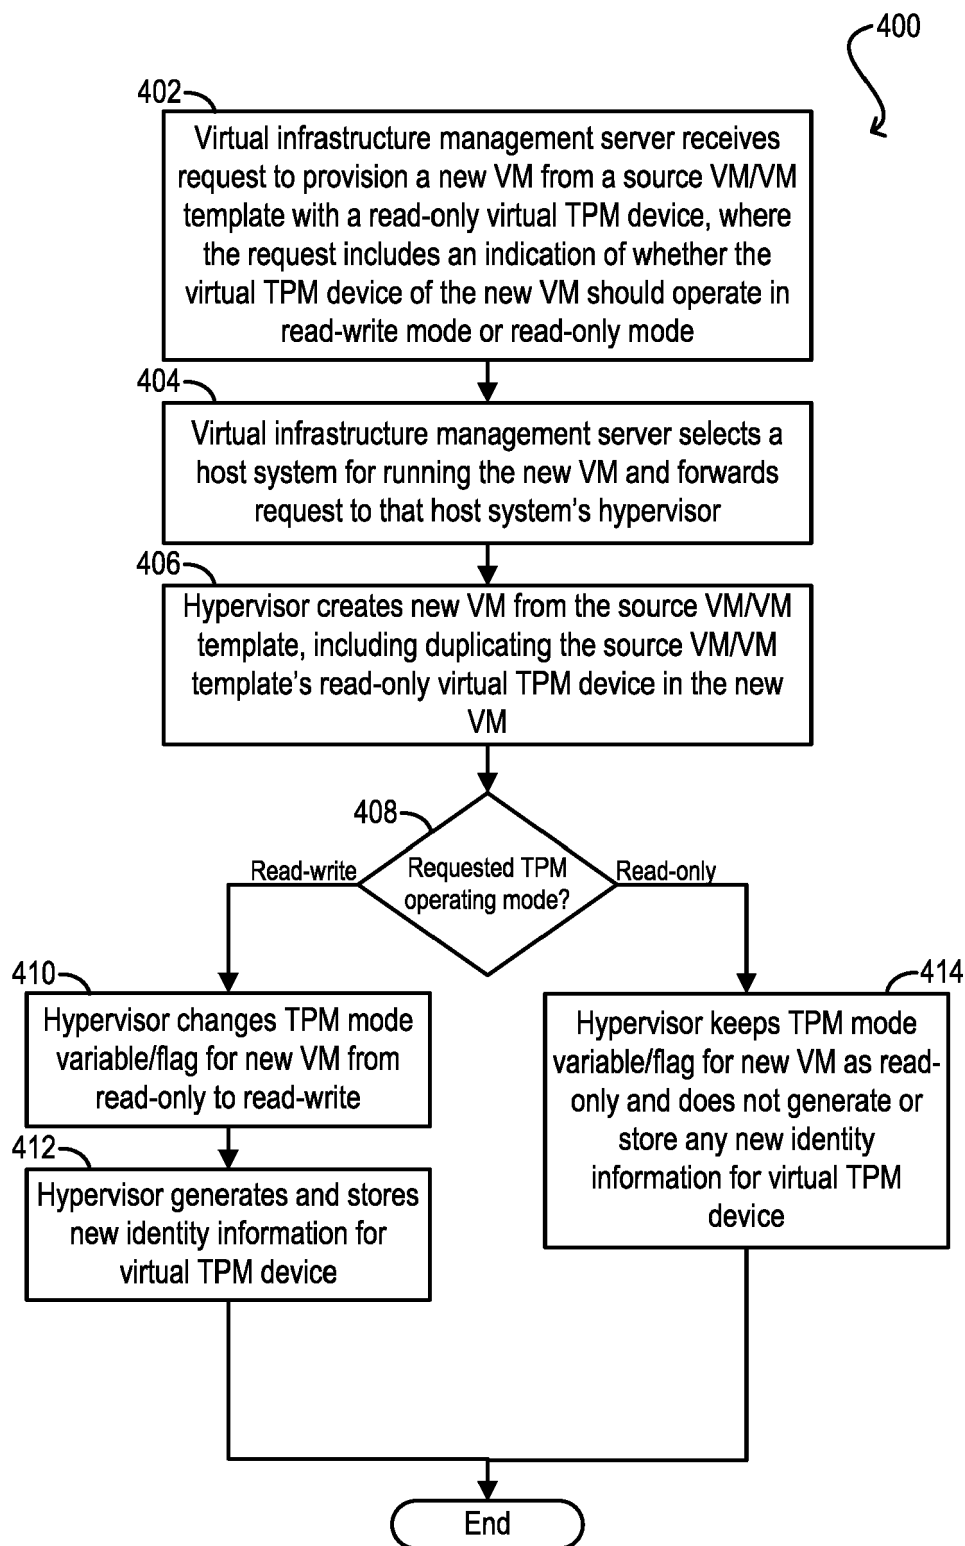 400
402
Virtual infrastructure management server receives
request to provision a new VM from a source VM/VM
template with a read-only virtual TPM device, where
the request includes an indication of whether the
virtual TPM device of the new VM should operate in
read-write mode or read-only mode
404
Virtual infrastructure management server selects a
host system for running the new VM and forwards
request to that host system's hypervisor
406
Hypervisor creates new VM from the source VM/VM
template, including duplicating the source VM/VM
template's read-only virtual TPM device in the new
VM
408
Requested TPM
operating mode?
Read-write
Read-only
410
Hypervisor changes TPM mode
variable/flag for new VM from
read-only to read-write
412
Hypervisor generates and stores
new identity information for
virtual TPM device
414
Hypervisor keeps TPM mode
variable/flag for new VM as read-
only and does not generate or
store any new identity
information for virtual TPM
device
End